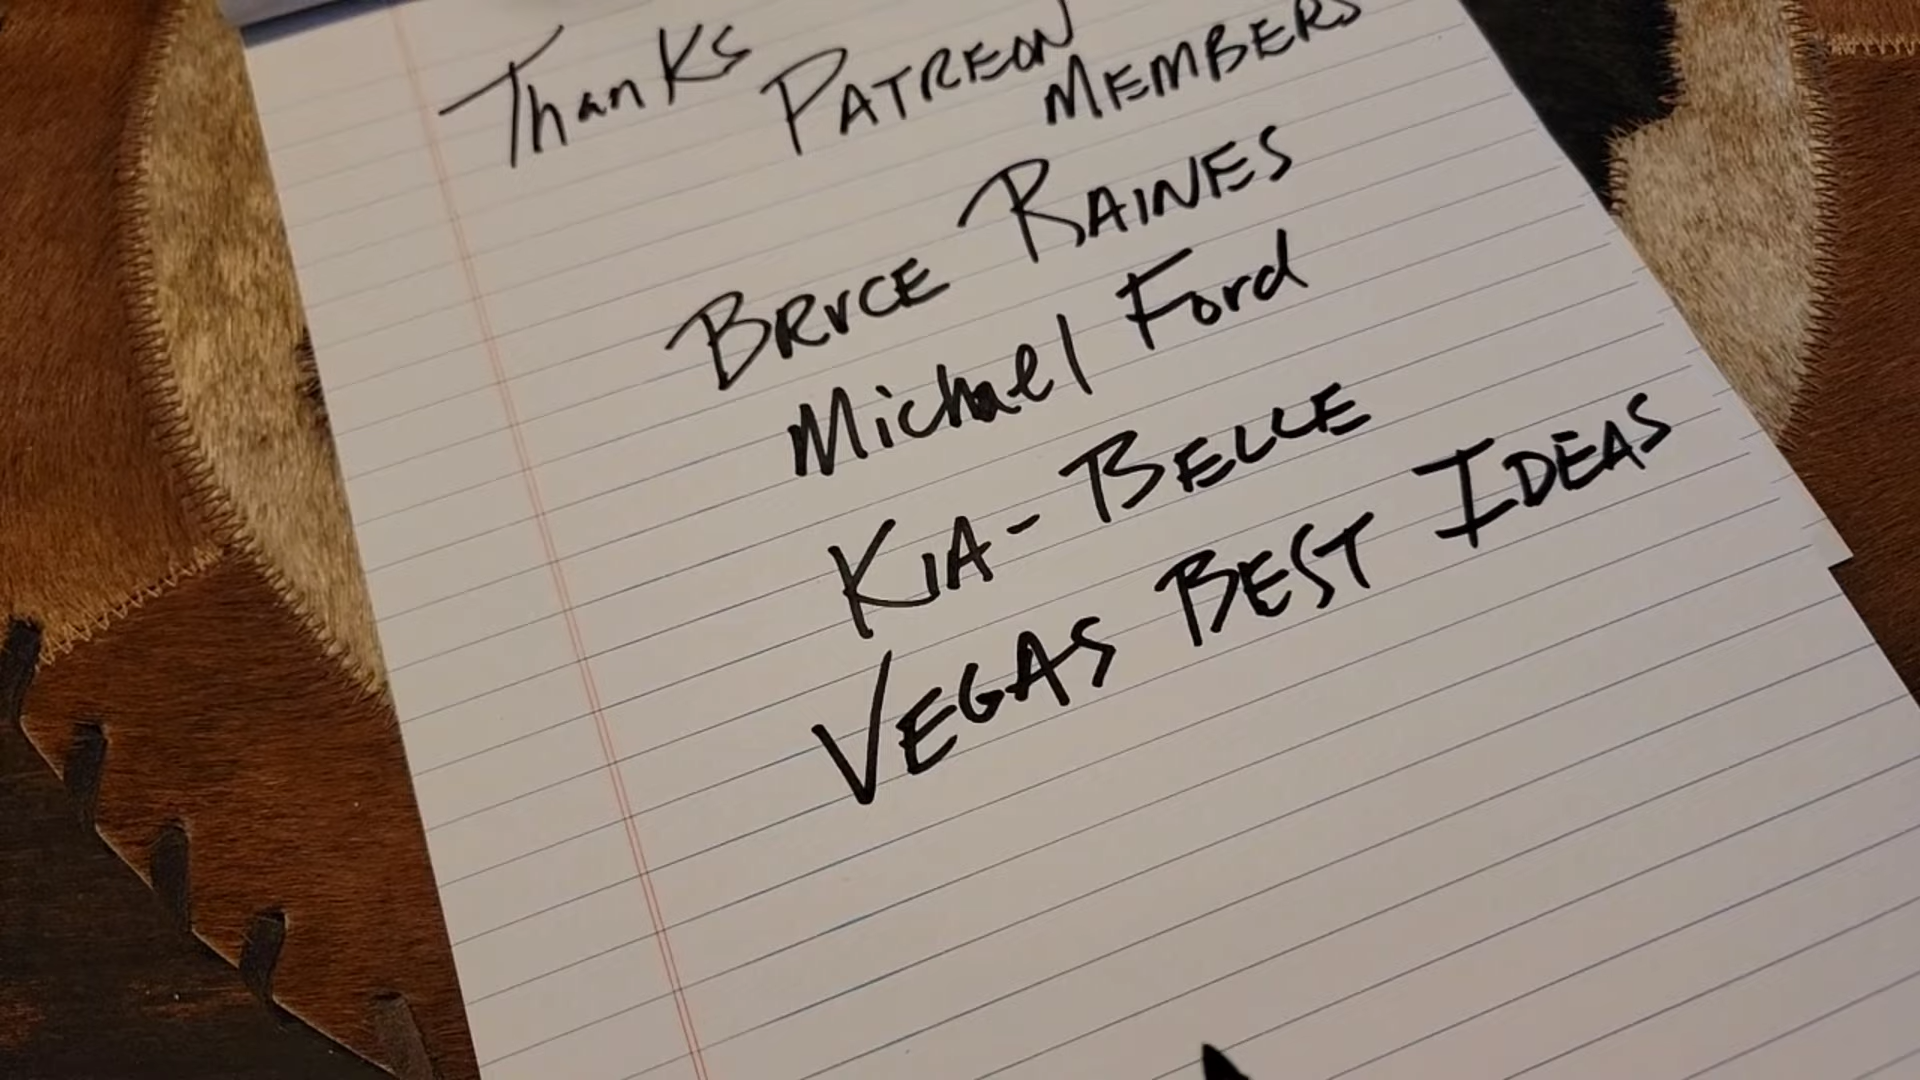 Thanks PATREON
MEMBERS
BRUCE RAINES
Michael Ford
KIA-BELLE
VEGAS BEST IDEAS